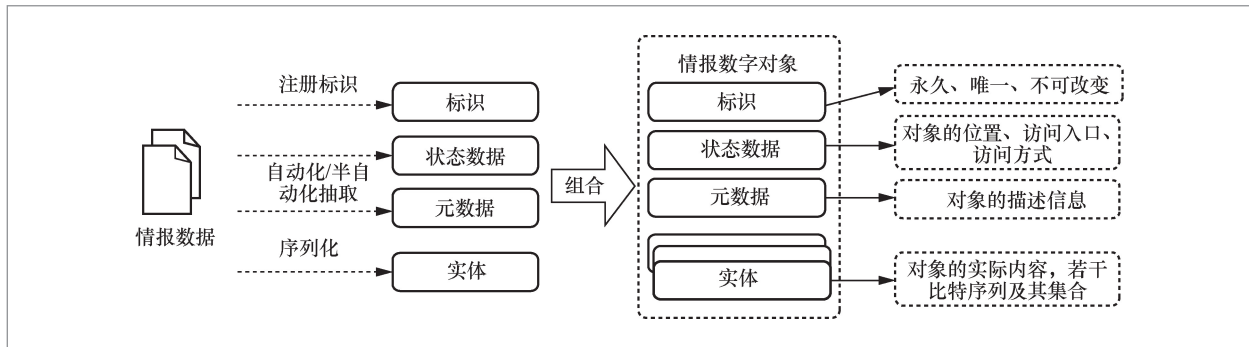 注册标识
自动化/半自
动化抽取
序列化
情报数据
标识
状态数据
元数据
实体
组合
情报数字对象
标识
状态数据
元数据
实体
永久、唯一、不可改变
对象的位置、访问入口、
访问方式
对象的描述信息
对象的实际内容，若干
比特序列及其集合